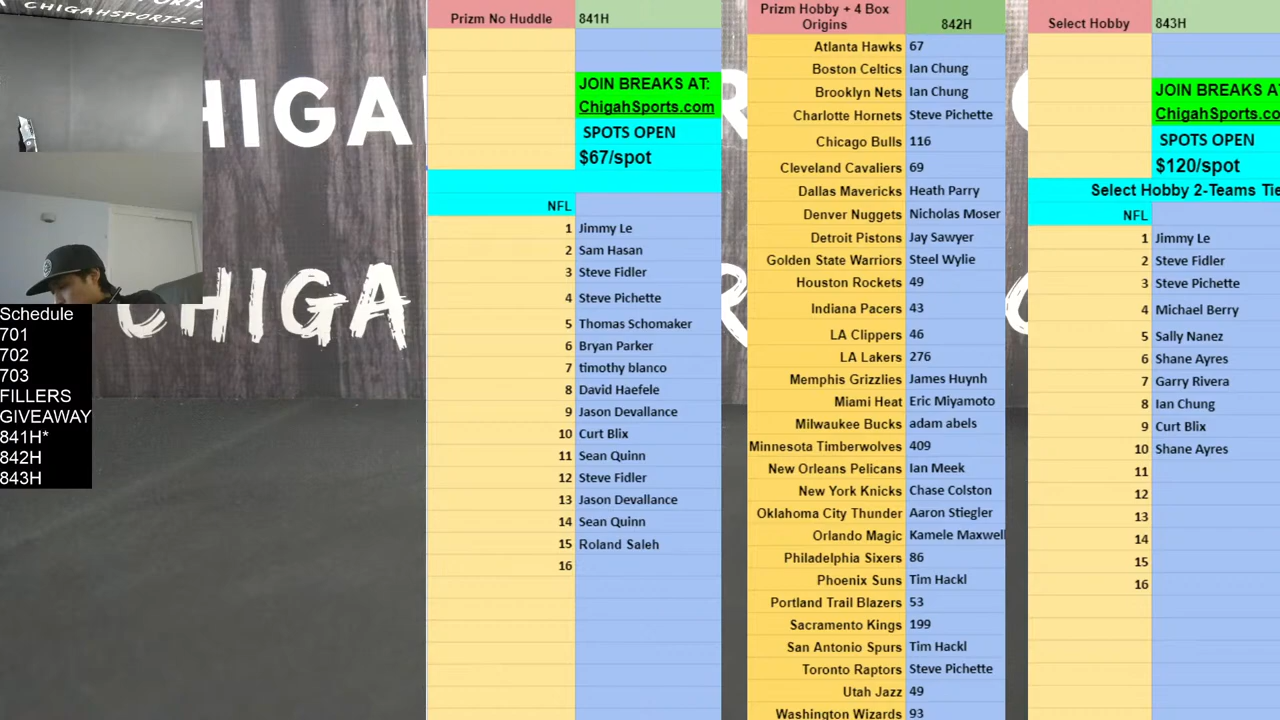 CHIGAHSPORTS.C
CHIGA
CHIGA
Schedule
701
702
703
FILLERS
GIVEAWAY
841H*
842H
843H
Prizm No Huddle 841H
JOIN BREAKS AT:
ChigahSports.com
SPOTS OPEN
$67/spot
NFL
1 Jimmy Le
2 Sam Hasan
3 Steve Fidler
4 Steve Pichette
5 Thomas Schomaker
6 Bryan Parker
7 timothy blanco
8 David Haefele
9 Jason Devallance
10 Curt Blix
11 Sean Quinn
12 Steve Fidler
13 Jason Devallance
14 Sean Quinn
15 Roland Saleh
16
Prizm Hobby + 4 Box
Origins 842H
Atlanta Hawks 67
Boston Celtics Ian Chung
Brooklyn Nets Ian Chung
Charlotte Hornets Steve Pichette
Chicago Bulls 116
Cleveland Cavaliers 69
Dallas Mavericks Heath Parry
Denver Nuggets Nicholas Moser
Detroit Pistons Jay Sawyer
Golden State Warriors Steel Wylie
Houston Rockets 49
Indiana Pacers 43
LA Clippers 46
LA Lakers 276
Memphis Grizzlies James Huynh
Miami Heat Eric Miyamoto
Milwaukee Bucks adam abels
Minnesota Timberwolves 409
New Orleans Pelicans Ian Meek
New York Knicks Chase Colston
Oklahoma City Thunder Aaron Stiegler
Orlando Magic Kamele Maxwell
Philadelphia Sixers 86
Phoenix Suns Tim Hackl
Portland Trail Blazers 53
Sacramento Kings 199
San Antonio Spurs Tim Hackl
Toronto Raptors Steve Pichette
Utah Jazz 49
Washington Wizards 93
Select Hobby 843H
JOIN BREAKS A
ChigahSports.co
SPOTS OPEN
$120/spot
Select Hobby 2-Teams Tie
NFL
1 Jimmy Le
2 Steve Fidler
3 Steve Pichette
4 Michael Berry
5 Sally Nanez
6 Shane Ayres
7 Garry Rivera
8 Ian Chung
9 Curt Blix
10 Shane Ayres
11
12
13
14
15
16